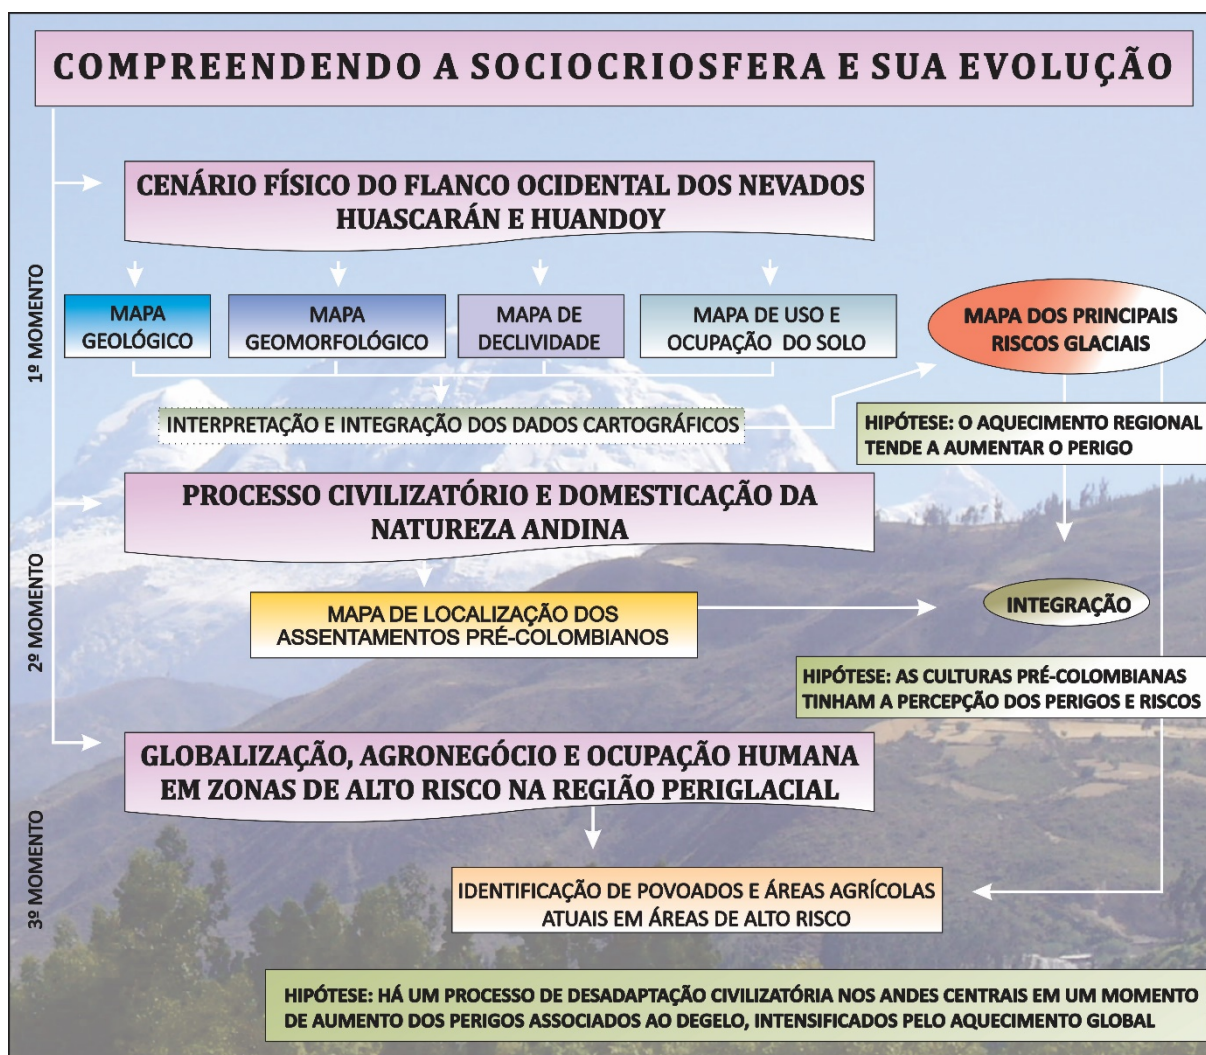 COMPREENDENDO A SOCIOCRIOSFERA E SUA EVOLUÇÃO
1º MOMENTO
CENÁRIO FÍSICO DO FLANCO OCIDENTAL DOS NEVADOS
HUASCARÁN E HUANDOY
MAPA
GEOLÓGICO
MAPA
GEOMORFOLÓGICO
MAPA DE
DECLIVIDADE
MAPA DE USO E
OCUPAÇÃO DO SOLO
MAPA DOS PRINCIPAIS
RISCOS GLACIAIS
INTERPRETAÇÃO E INTEGRAÇÃO DOS DADOS CARTOGRÁFICOS
HIPÓTESE: O AQUECIMENTO REGIONAL
TENDE A AUMENTAR O PERIGO
2º MOMENTO
PROCESSO CIVILIZATÓRIO E DOMESTICAÇÃO DA
NATUREZA ANDINA
MAPA DE LOCALIZAÇÃO DOS
ASSENTAMENTOS PRÉ-COLOMBIANOS
INTEGRAÇÃO
HIPÓTESE: AS CULTURAS PRÉ-COLOMBIANAS
TINHAM A PERCEPÇÃO DOS PERIGOS E RISCOS
3º MOMENTO
GLOBALIZAÇÃO, AGRONEGÓCIO E OCUPAÇÃO HUMANA
EM ZONAS DE ALTO RISCO NA REGIÃO PERIGLACIAL
IDENTIFICAÇÃO DE POVOADOS E ÁREAS AGRÍCOLAS
ATUAIS EM ÁREAS DE ALTO RISCO
HIPÓTESE: HÁ UM PROCESSO DE DESADAPTAÇÃO CIVILIZATÓRIA NOS ANDES CENTRAIS EM UM MOMENTO
DE AUMENTO DOS PERIGOS ASSOCIADOS AO DEGELO, INTENSIFICADOS PELO AQUECIMENTO GLOBAL